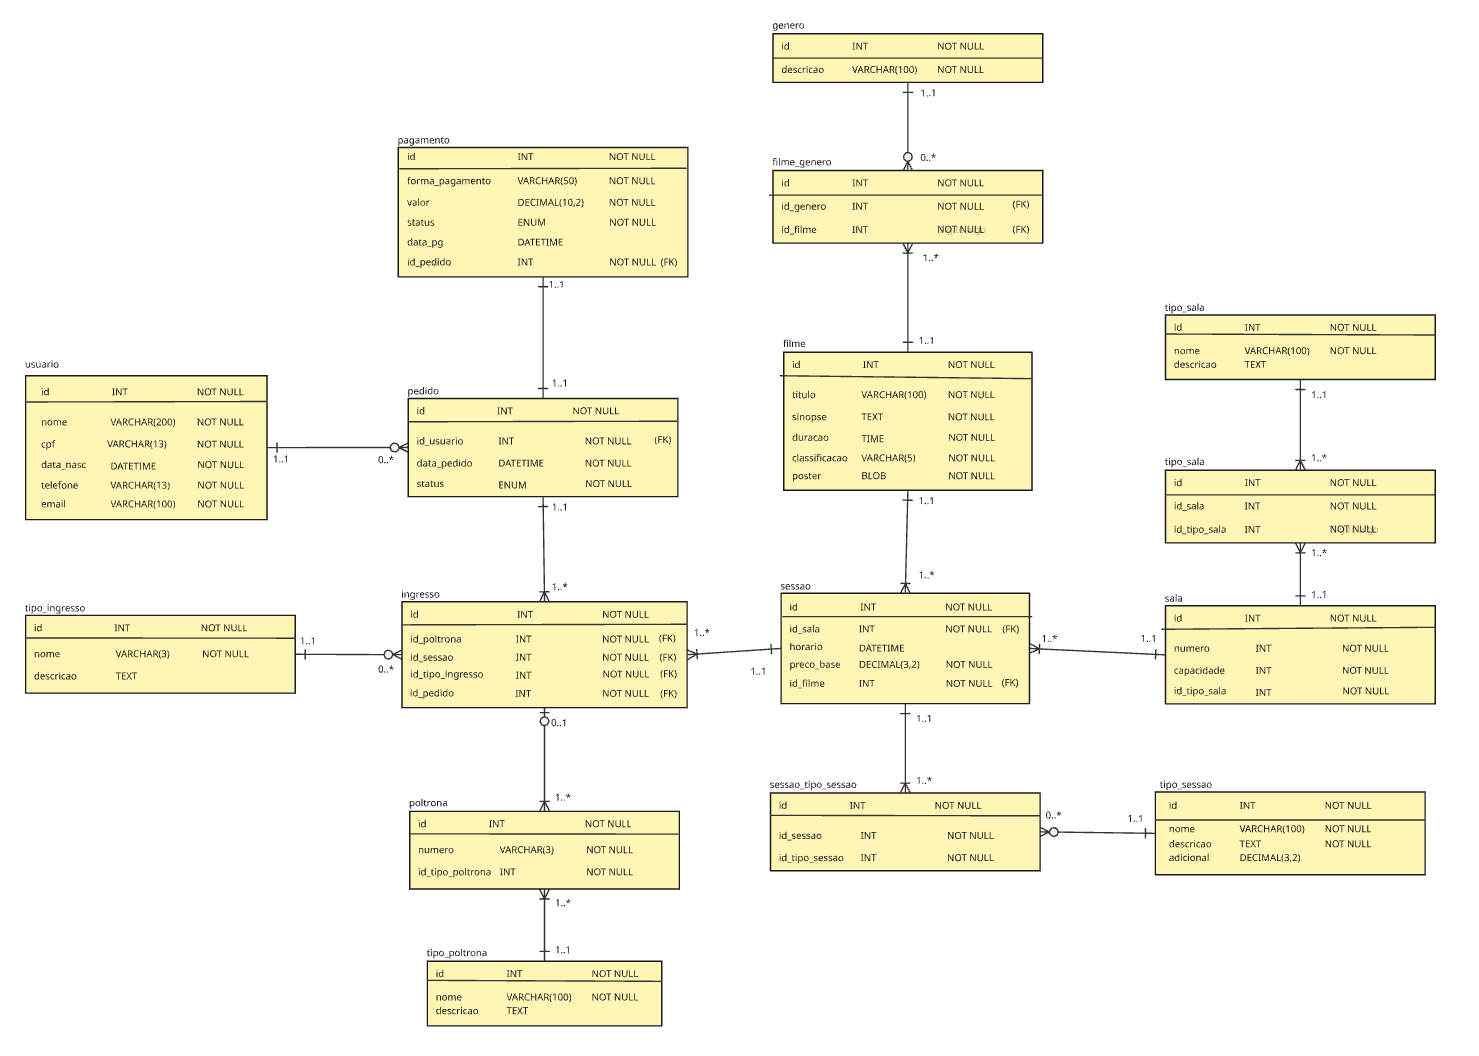 genero
id INT NOT NULL
descricao VARCHAR(100) NOT NULL
1..1
0..*
filme_genero
id INT NOT NULL
id_genero INT NOT NULL (FK)
id_filme INT NOT NULL (FK)
1..*
1..1
pagamento
id INT NOT NULL
forma_pagamento VARCHAR(50) NOT NULL
valor DECIMAL(10,2) NOT NULL
status ENUM NOT NULL
data_pg DATETIME
id_pedido INT NOT NULL (FK)
1..1
1..1
filme
id INT NOT NULL
titulo VARCHAR(100) NOT NULL
sinopse TEXT NOT NULL
duracao TIME NOT NULL
classificacao VARCHAR(5) NOT NULL
poster BLOB NOT NULL
1..1
1..*
tipo_sala
id INT NOT NULL
nome VARCHAR(100) NOT NULL
descricao TEXT
1..1
1..*
usuario
id INT NOT NULL
nome VARCHAR(200) NOT NULL
cpf VARCHAR(13) NOT NULL
data_nasc DATETIME NOT NULL
telefone VARCHAR(13) NOT NULL
email VARCHAR(100) NOT NULL
1..1
0..*
pedido
id INT NOT NULL
id_usuario INT NOT NULL (FK)
data_pedido DATETIME NOT NULL
status ENUM NOT NULL
1..1
1..*
tipo_sala
id INT NOT NULL
id_sala INT NOT NULL
id_tipo_sala INT NOT NULL
1..*
1..1
tipo_ingresso
id INT NOT NULL
nome VARCHAR(3) NOT NULL
descricao TEXT
1..1
0..*
ingresso
id INT NOT NULL
id_poltrona INT NOT NULL (FK)
id_sessao INT NOT NULL (FK)
id_tipo_ingresso INT NOT NULL (FK)
id_pedido INT NOT NULL (FK)
1..*
1..1
0..1
1..*
sessao
id INT NOT NULL
id_sala INT NOT NULL (FK)
horario DATETIME
preco_base DECIMAL(3,2) NOT NULL
id_filme INT NOT NULL (FK)
1..*
1..1
1..1
1..*
sala
id INT NOT NULL
numero INT NOT NULL
capacidade INT NOT NULL
id_tipo_sala INT NOT NULL
poltrona
id INT NOT NULL
numero VARCHAR(3) NOT NULL
id_tipo_poltrona INT NOT NULL
1..*
1..1
sessao_tipo_sessao
id INT NOT NULL
id_sessao INT NOT NULL
id_tipo_sessao INT NOT NULL
0..*
1..1
tipo_sessao
id INT NOT NULL
nome VARCHAR(100) NOT NULL
descricao TEXT NOT NULL
adicional DECIMAL(3,2)
tipo_poltrona
id INT NOT NULL
nome VARCHAR(100) NOT NULL
descricao TEXT